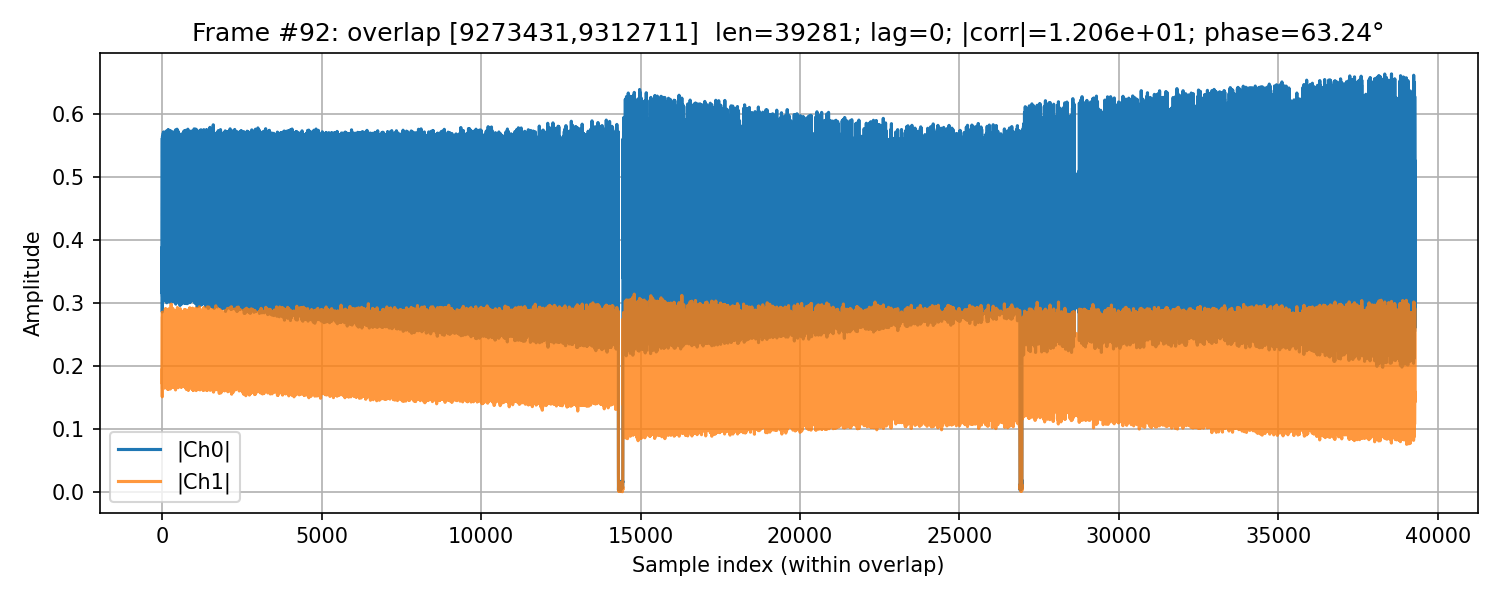 Frame #92: overlap [9273431,9312711]  len=39281; lag=0; |corr|=1.206e+01; phase=63.24°
Amplitude
0.6
0.5
0.4
0.3
0.2
0.1
0.0
|Ch0|
|Ch1|
0 5000 10000 15000 20000 25000 30000 35000 40000
Sample index (within overlap)